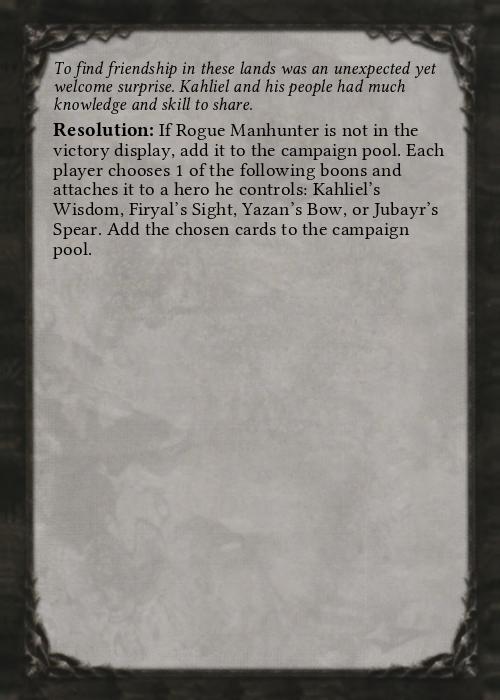 To find friendship in these lands was an unexpected yet
welcome surprise. Kahliel and his people had much
knowledge and skill to share.
Resolution: If Rogue Manhunter is not in the
victory display, add it to the campaign pool. Each
player chooses 1 of the following boons and
attaches it to a hero he controls: Kahliel's
Wisdom, Firyal's Sight, Yazan's Bow, or Jubayr's
Spear. Add the chosen cards to the campaign
pool.